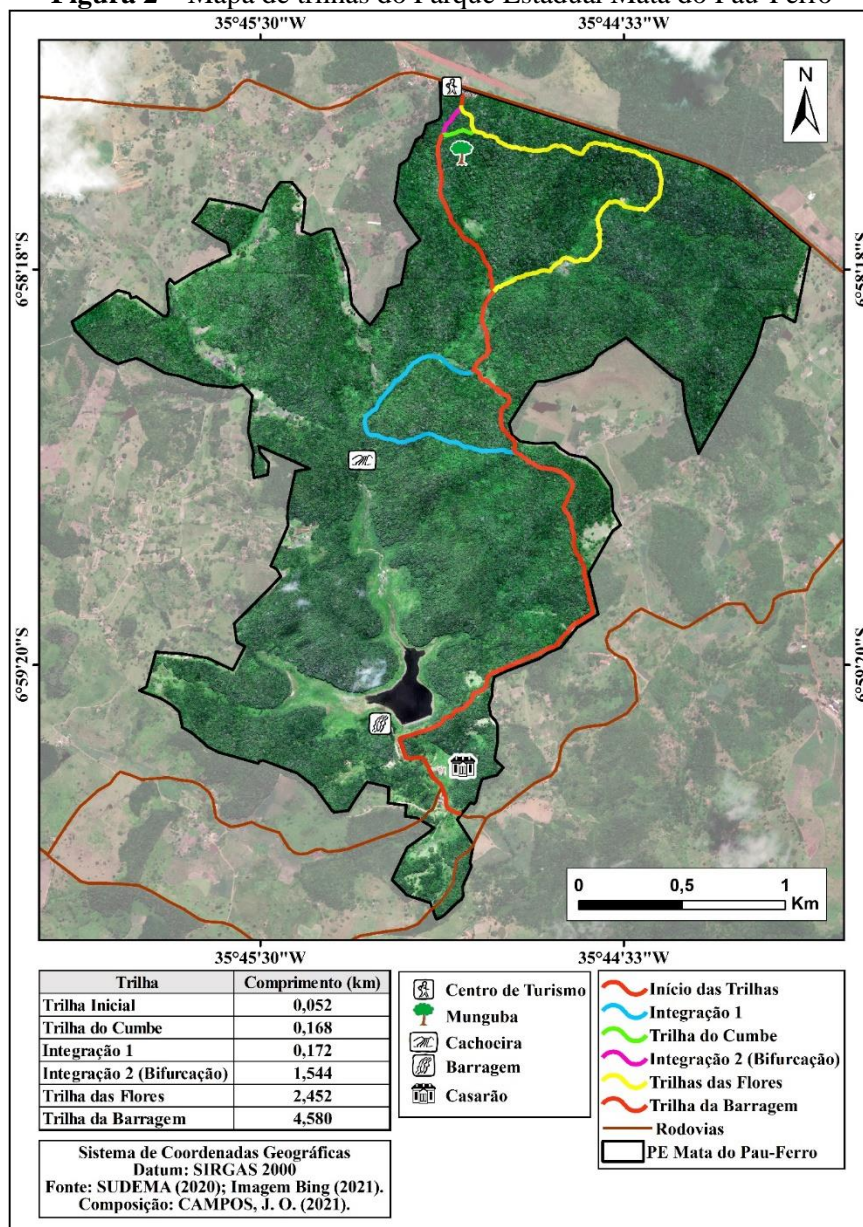 Figura 2 – Mapa de trilhas do Parque Estadual Mata do Pau-Ferro
35°45'30"W 35°44'33"W
N
6°58'18"S 6°58'18"S
6°59'20"S 6°59'20"S
0 0,5 1
Km
35°45'30"W 35°44'33"W
Trilha Comprimento (km)
Trilha Inicial 0,052
Trilha do Cumbe 0,168
Integração 1 0,172
Integração 2 (Bifurcação) 1,544
Trilha das Flores 2,452
Trilha da Barragem 4,580
Sistema de Coordenadas Geográficas
Datum: SIRGAS 2000
Fonte: SUDEMA (2020); Imagem Bing (2021).
Composição: CAMPOS, J. O. (2021).
Centro de Turismo
Munguba
Cachoeira
Barragem
Casarão
Início das Trilhas
Integração 1
Trilha do Cumbe
Integração 2 (Bifurcação)
Trilhas das Flores
Trilha da Barragem
Rodovias
PE Mata do Pau-Ferro